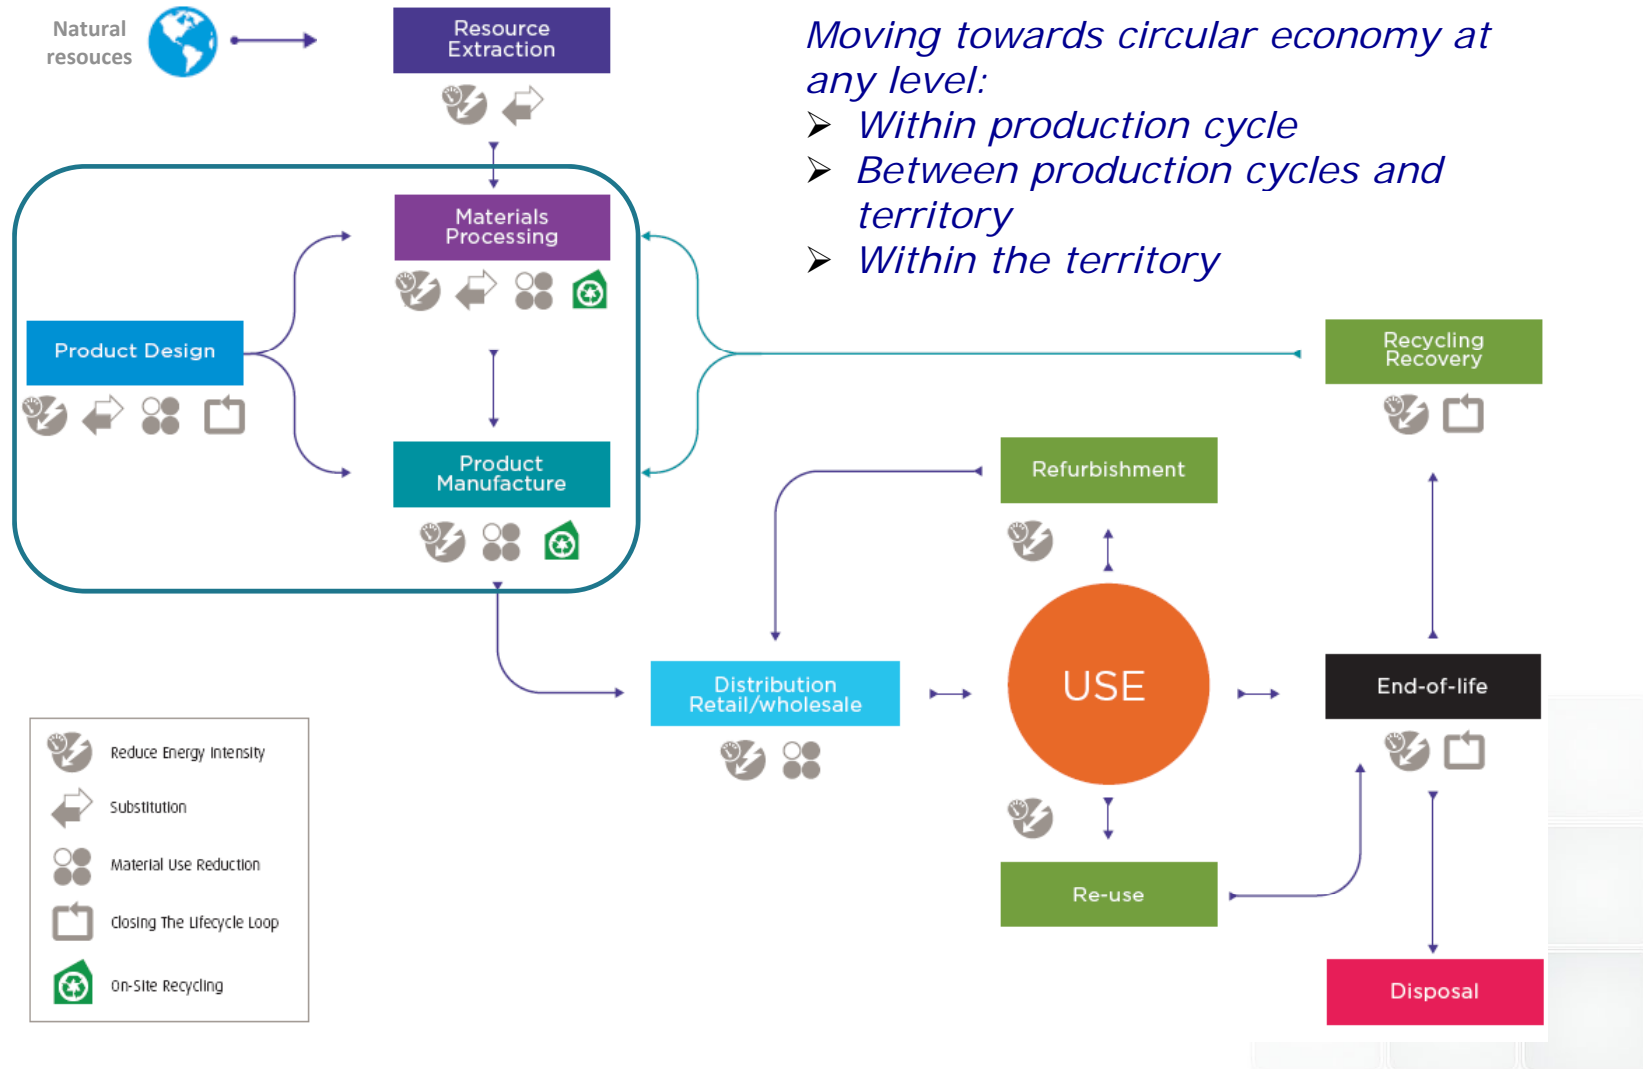 Natural
resouces
Resource
Extraction
Moving towards circular economy at
any level:
➢ Within production cycle
➢ Between production cycles and
territory
➢ Within the territory
Materials
Processing
Product Design
Recycling
Recovery
Product
Manufacture
Refurbishment
Distribution
Retail/wholesale
USE
End-of-life
Re-use
Disposal
Reduce Energy Intensity
Substitution
Material Use Reduction
Closing The Lifecycle Loop
On-Site Recycling